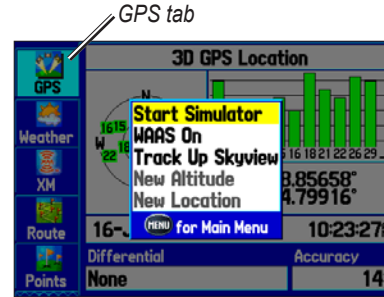 GPS tab
GPS
3D GPS Location
N
Start Simulator
WAAS On
Track Up Skyview
New Altitude
New Location
MENU for Main Menu
1615
W
22
16 18 21 22 26 29
Weather
XM
.85658°
4.79916°
Route
16-
10:23:27
Differential
Accuracy
Points
None
14